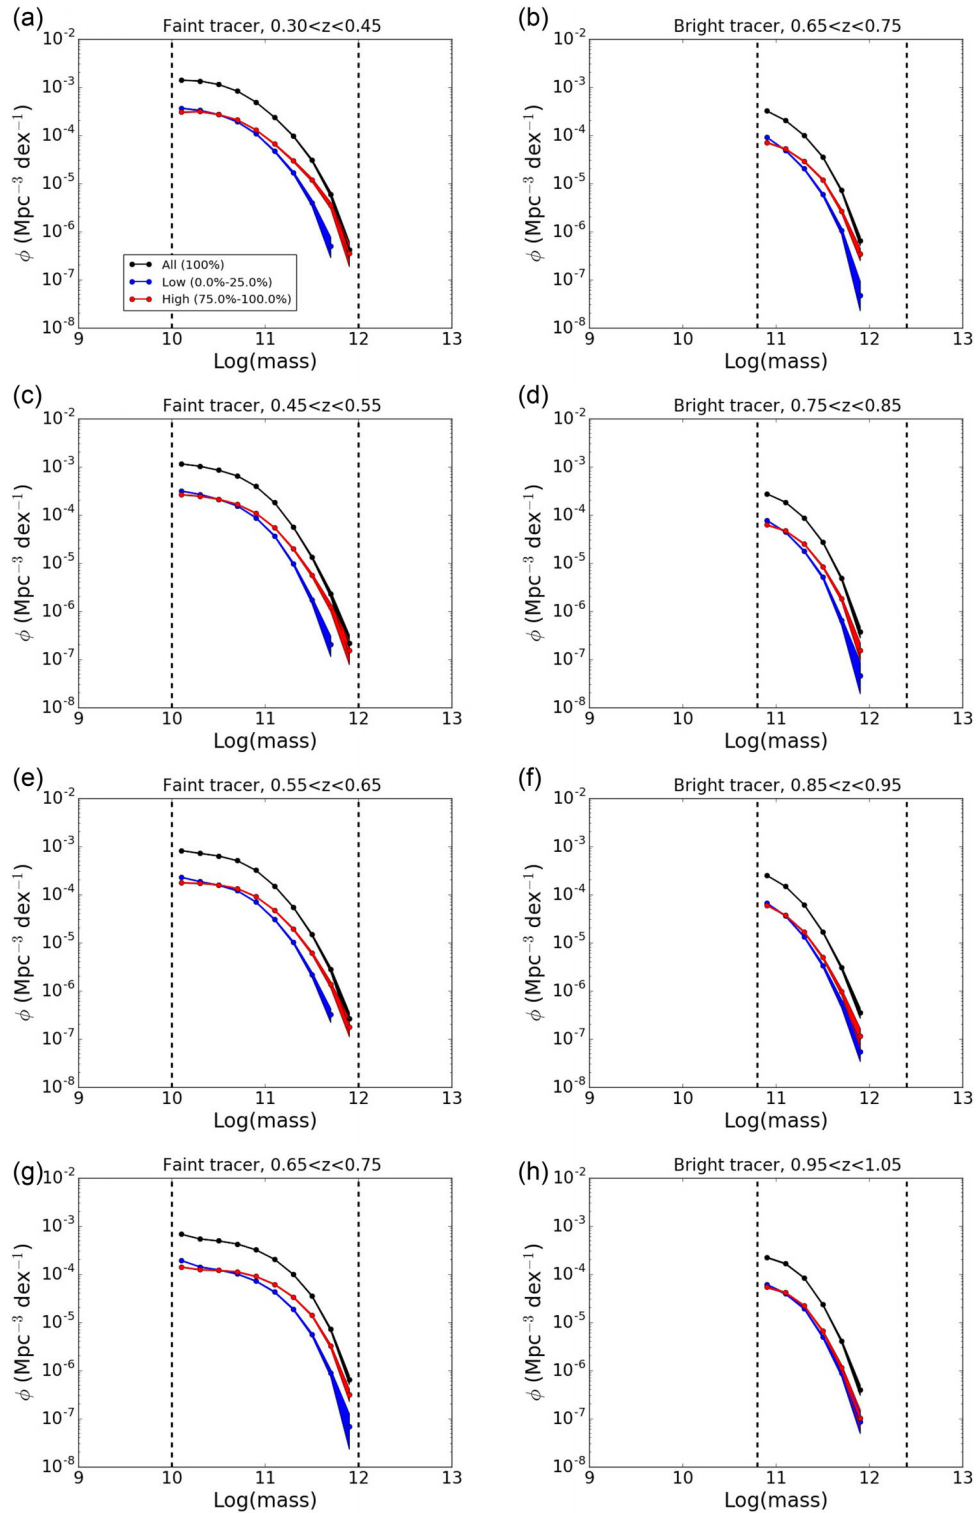 (a)
Faint tracer, 0.30<z<0.45
10⁻²
10⁻³
10⁻⁴
10⁻⁵
10⁻⁶
10⁻⁷
10⁻⁸
ϕ (Mpc⁻³ dex⁻¹)
All (100%)
Low (0.0%-25.0%)
High (75.0%-100.0%)
9 10 11 12 13
Log(mass)
(b)
Bright tracer, 0.65<z<0.75
10⁻²
10⁻³
10⁻⁴
10⁻⁵
10⁻⁶
10⁻⁷
10⁻⁸
ϕ (Mpc⁻³ dex⁻¹)
9 10 11 12 13
Log(mass)
(c)
Faint tracer, 0.45<z<0.55
10⁻²
10⁻³
10⁻⁴
10⁻⁵
10⁻⁶
10⁻⁷
10⁻⁸
ϕ (Mpc⁻³ dex⁻¹)
9 10 11 12 13
Log(mass)
(d)
Bright tracer, 0.75<z<0.85
10⁻²
10⁻³
10⁻⁴
10⁻⁵
10⁻⁶
10⁻⁷
10⁻⁸
ϕ (Mpc⁻³ dex⁻¹)
9 10 11 12 13
Log(mass)
(e)
Faint tracer, 0.55<z<0.65
10⁻²
10⁻³
10⁻⁴
10⁻⁵
10⁻⁶
10⁻⁷
10⁻⁸
ϕ (Mpc⁻³ dex⁻¹)
9 10 11 12 13
Log(mass)
(f)
Bright tracer, 0.85<z<0.95
10⁻²
10⁻³
10⁻⁴
10⁻⁵
10⁻⁶
10⁻⁷
10⁻⁸
ϕ (Mpc⁻³ dex⁻¹)
9 10 11 12 13
Log(mass)
(g)
Faint tracer, 0.65<z<0.75
10⁻²
10⁻³
10⁻⁴
10⁻⁵
10⁻⁶
10⁻⁷
10⁻⁸
ϕ (Mpc⁻³ dex⁻¹)
9 10 11 12 13
Log(mass)
(h)
Bright tracer, 0.95<z<1.05
10⁻²
10⁻³
10⁻⁴
10⁻⁵
10⁻⁶
10⁻⁷
10⁻⁸
ϕ (Mpc⁻³ dex⁻¹)
9 10 11 12 13
Log(mass)